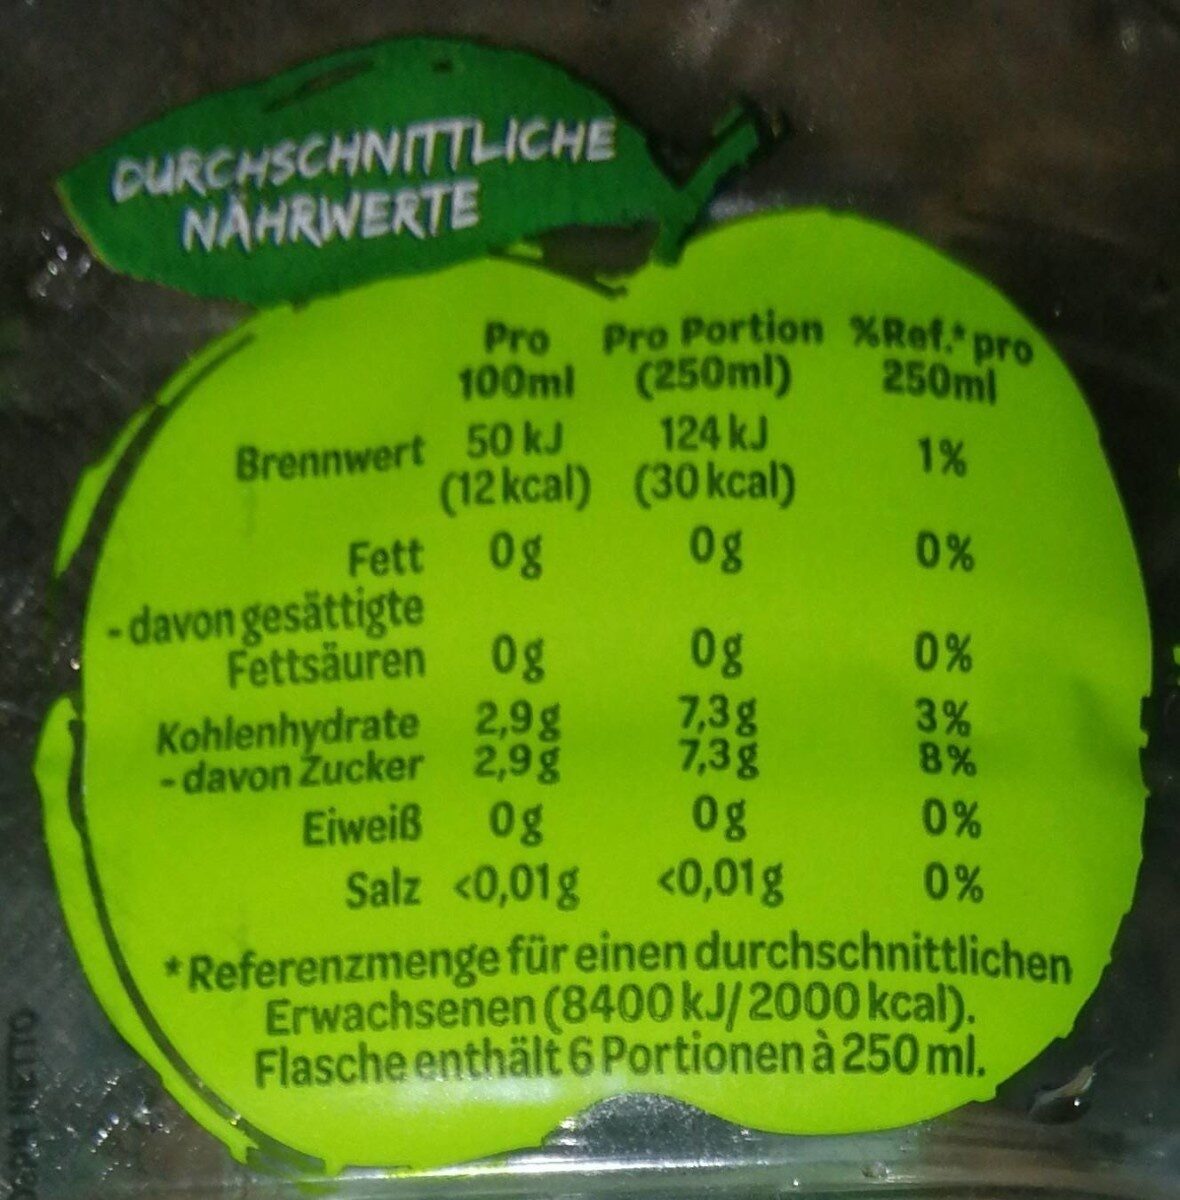 DURCHSCHNITTLICHE
NÄHRWERTE
Pro Pro Portion %Ref.* pro
100ml (250ml) 250ml
Brennwert 50 kJ 124 kJ 1%
(12 kcal) (30 kcal)
Fett 0g 0g 0%
- davon gesättigte
Fettsäuren 0g 0g 0%
Kohlenhydrate 2,9g 7,3g 3%
- davon Zucker 2,9g 7,3g 8%
Eiweiß 0g 0g 0%
Salz <0,01g <0,01g 0%
*Referenzmenge für einen durchschnittlichen
Erwachsenen (8400 kJ/ 2000 kcal).
Flasche enthält 6 Portionen à 250 ml.
NETTO